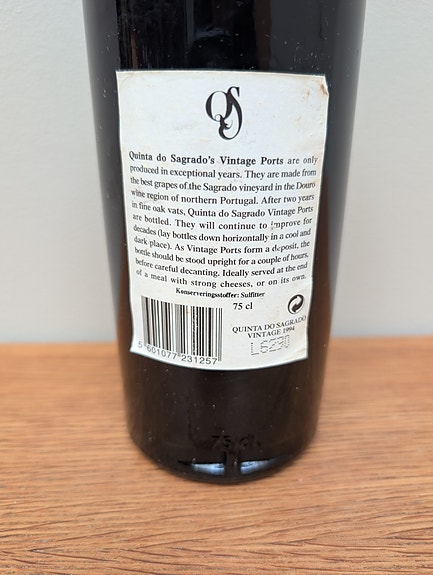 QS
Quinta do Sagrado's Vintage Ports are only
produced in exceptional years. They are made from
the best grapes of the Sagrado vineyard in the Douro
wine region of northern Portugal. After two years
in fine oak vats, Quinta do Sagrado Vintage Ports
are bottled. They will continue to improve for
decades (lay bottles down horizontally in a cool and
dark place). As Vintage Ports form a deposit, the
bottle should be stood upright for a couple of hours,
before careful decanting. Ideally served at the end
of a meal with strong cheeses, or on its own.
Konserveringsstoffer: Sulfitter
75 cl
QUINTA DO SAGRADO
VINTAGE 1994
L6290
5 601077 231257
75 cl